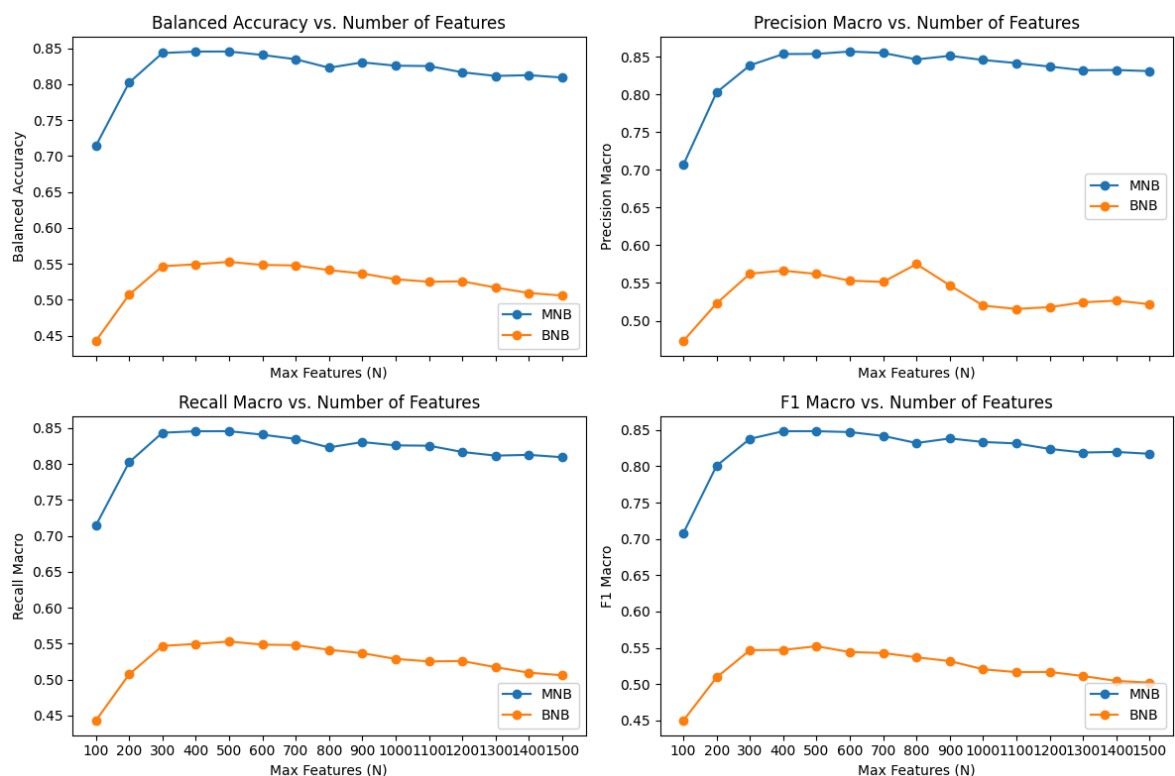 Balanced Accuracy vs. Number of Features
0.85
0.80
0.75
0.70
0.65
0.60
0.55
0.50
0.45
Balanced Accuracy
MNB
BNB
Max Features (N)
Precision Macro vs. Number of Features
0.85
0.80
0.75
0.70
0.65
0.60
0.55
0.50
Precision Macro
MNB
BNB
Max Features (N)
Recall Macro vs. Number of Features
0.85
0.80
0.75
0.70
0.65
0.60
0.55
0.50
0.45
Recall Macro
MNB
BNB
100 200 300 400 500 600 700 800 900 1000 1100 1200 1300 1400 1500
Max Features (N)
F1 Macro vs. Number of Features
0.85
0.80
0.75
0.70
0.65
0.60
0.55
0.50
0.45
F1 Macro
MNB
BNB
100 200 300 400 500 600 700 800 900 1000 1100 1200 1300 1400 1500
Max Features (N)